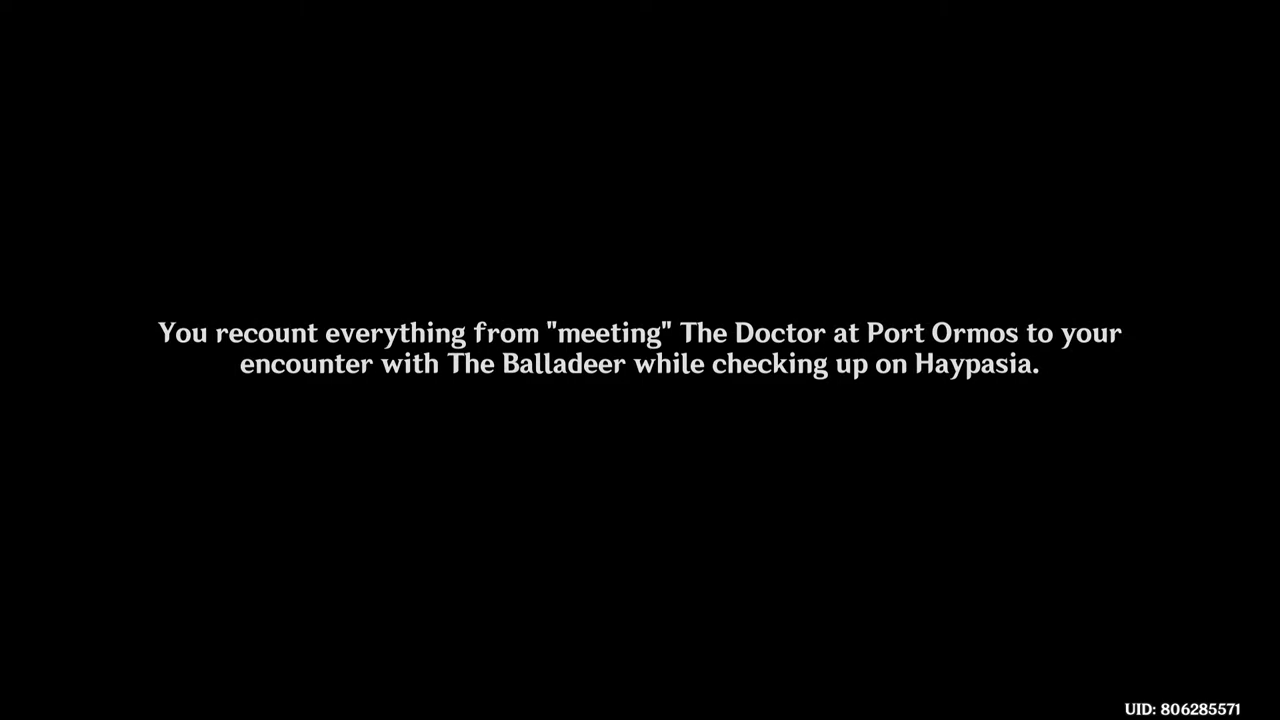 You recount everything from "meeting" The Doctor at Port Ormos to your
encounter with The Balladeer while checking up on Haypasia.
UID: 806285571